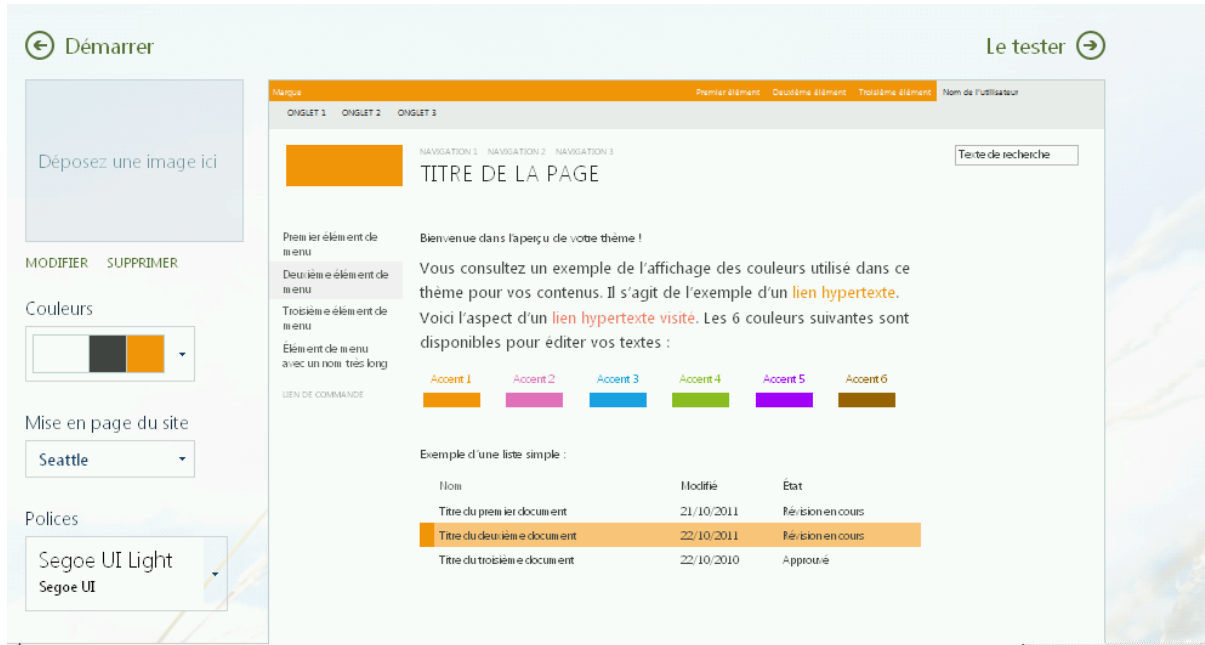 Démarrer
Le tester
Déposez une image ici
MODIFIER SUPPRIMER
Couleurs
Mise en page du site
Seattle
Polices
Segoe UI Light
Segoe UI
Marque
Premier élément Deuxième élément Troisième élément Nom de l'utilisateur
ONGLET 1 ONGLET 2 ONGLET 3
NAVIGATION 1 NAVIGATION 2 NAVIGATION 3
TITRE DE LA PAGE
Texte de recherche
Premier élément de
menu
Deuxième élément de
menu
Troisième élément de
menu
Élément de menu
avec un nom très long
LIEN DE COMMANDE
Bienvenue dans l'aperçu de votre thème !
Vous consultez un exemple de l'affichage des couleurs utilisé dans ce
thème pour vos contenus. Il s'agit de l'exemple d'un lien hypertexte.
Voici l'aspect d'un lien hypertexte visité. Les 6 couleurs suivantes sont
disponibles pour éditer vos textes :
Accent 1 Accent 2 Accent 3 Accent 4 Accent 5 Accent 6
Exemple d'une liste simple :
Nom Modifié État
Titre du premier document 21/10/2011 Révision en cours
Titre du deuxième document 22/10/2011 Révision en cours
Titre du troisième document 22/10/2010 Approuvé